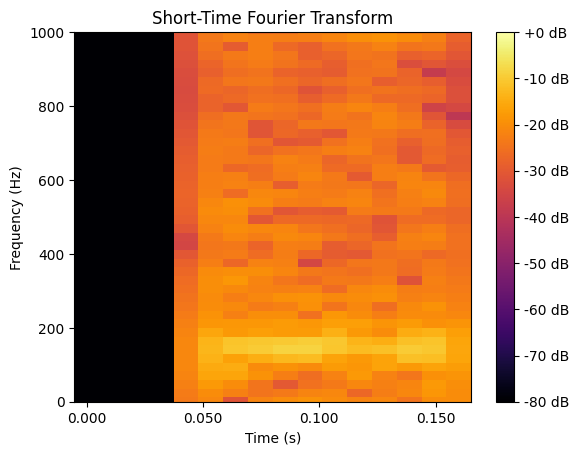 Short-Time Fourier Transform
1000
800
600
400
200
0
Frequency (Hz)
0.000
0.050
0.100
0.150
Time (s)
+0 dB
-10 dB
-20 dB
-30 dB
-40 dB
-50 dB
-60 dB
-70 dB
-80 dB